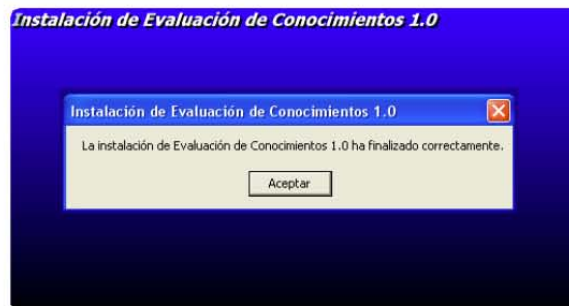 Instalación de Evaluación de Conocimientos 1.0
Instalación de Evaluación de Conocimientos 1.0
La instalación de Evaluación de Conocimientos 1.0 ha finalizado correctamente.
Aceptar